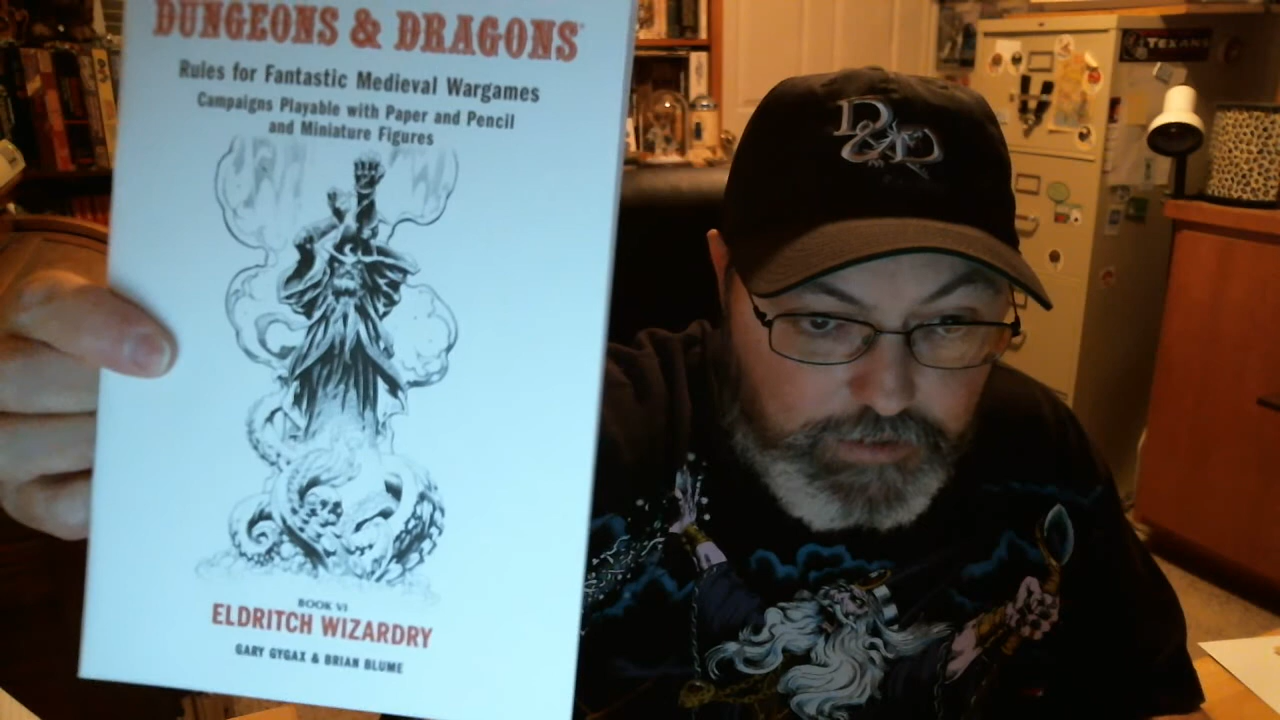 DUNGEONS & DRAGONS
Rules for Fantastic Medieval Wargames
Campaigns Playable with Paper and Pencil
and Miniature Figures
BOOK VI
ELDRITCH WIZARDRY
GARY GYGAX & BRIAN BLUME
D&D
TEXANS